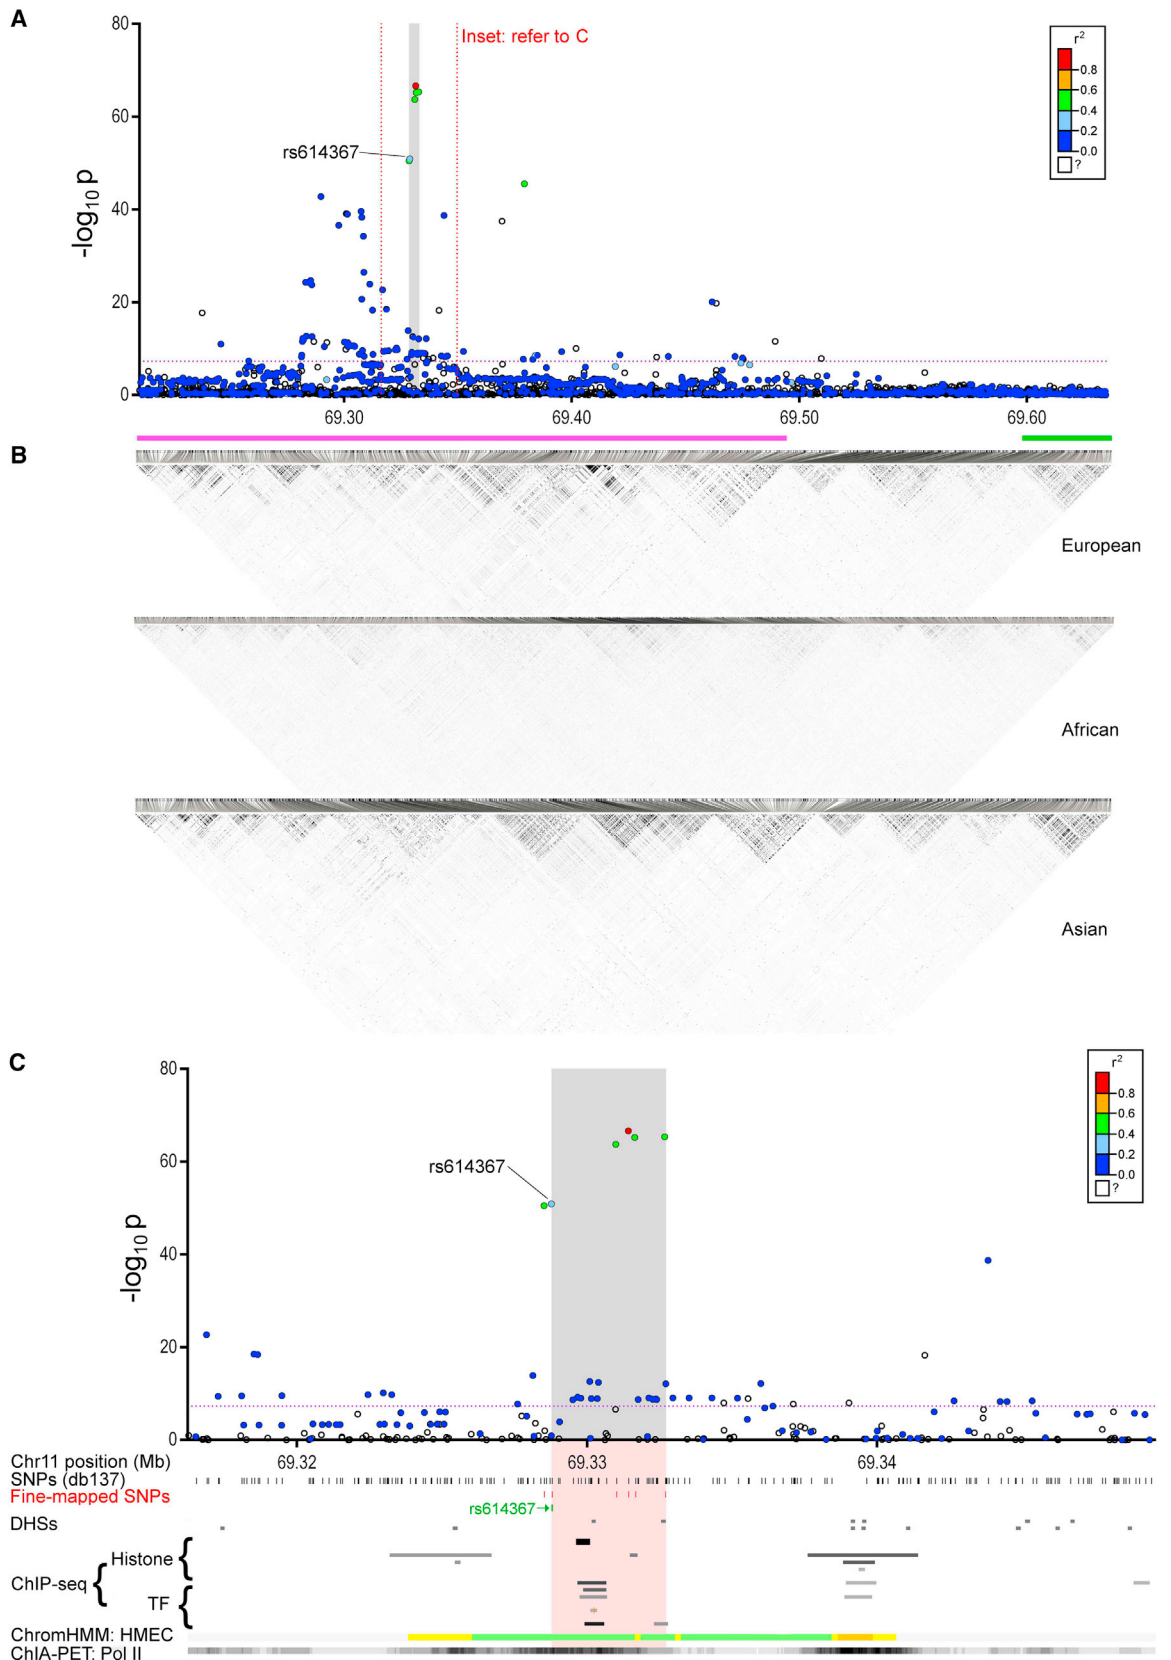 A
80
60
40
20
0
-log10 p
Inset: refer to C
rs614367
r2
0.8
0.6
0.4
0.2
0.0
?
69.30
69.40
69.50
69.60
B
European
African
Asian
C
80
60
40
20
0
-log10 p
rs614367
r2
0.8
0.6
0.4
0.2
0.0
?
Chr11 position (Mb)
69.32
69.33
69.34
SNPs (db137)
Fine-mapped SNPs
rs614367
DHSs
Histone
ChIP-seq
TF
ChromHMM: HMEC
ChIA-PET: Pol II